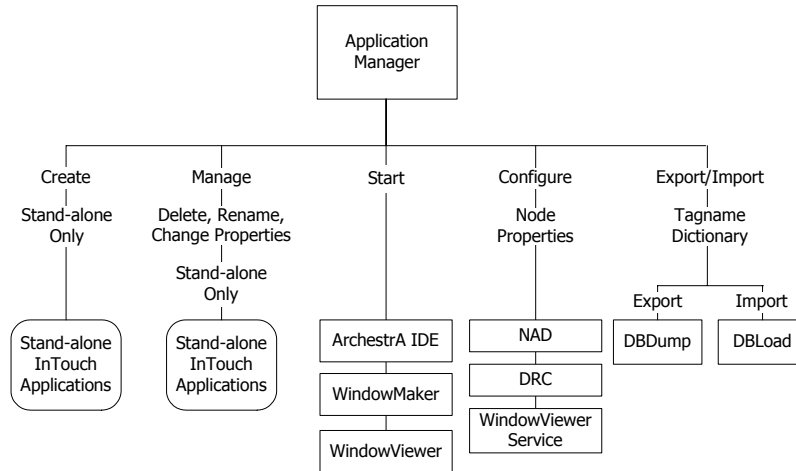 Application
Manager
Create
Manage
Start
Configure
Export/Import
Stand-alone
Only
Delete, Rename,
Change Properties
Node
Properties
Tagname
Dictionary
Stand-alone
Only
Export
Import
Stand-alone
InTouch
Applications
Stand-alone
InTouch
Applications
ArchestrA IDE
WindowMaker
WindowViewer
NAD
DRC
WindowViewer
Service
DBDump
DBLoad